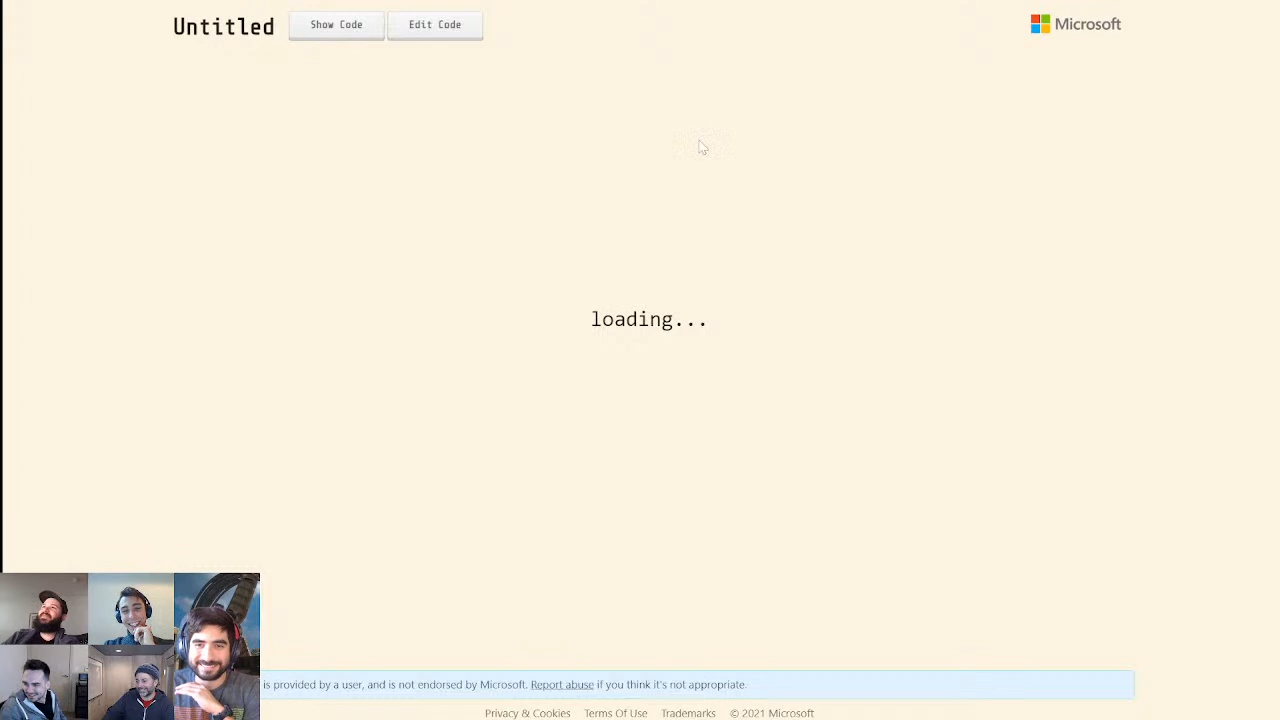 Untitled
Show Code
Edit Code
Microsoft
loading...
is provided by a user, and is not endorsed by Microsoft. Report abuse if you think it's not appropriate.
Privacy & Cookies Terms Of Use Trademarks © 2021 Microsoft